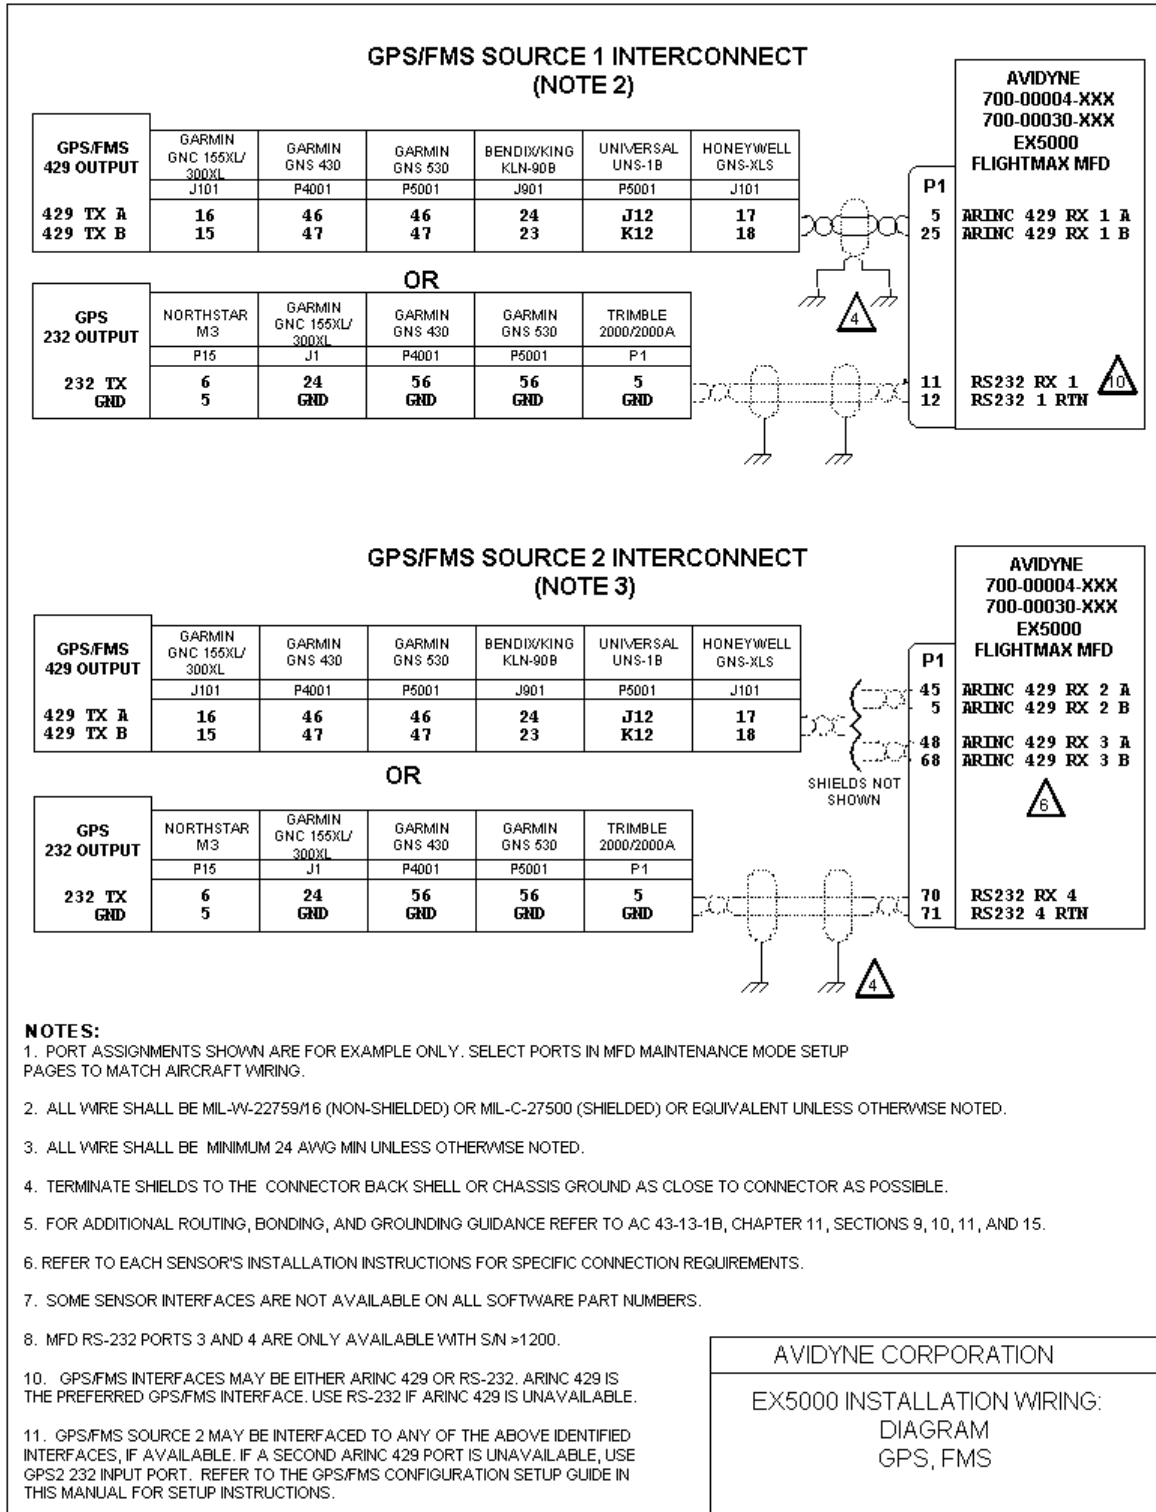 GPS/FMS SOURCE 1 INTERCONNECT
(NOTE 2)
AVIDYNE
700-00004-XXX
700-00030-XXX
EX5000
FLIGHTMAX MFD
GPS/FMS
429 OUTPUT
GARMIN
GNC 155XL/
300XL
GARMIN
GNS 430
GARMIN
GNS 530
BENDIX/KING
KLN-90B
UNIVERSAL
UNS-1B
HONEYWELL
GNS-XLS
J101 P4001 P5001 J901 P5001 J101
P1
429 TX A 16 46 46 24 J12 17
429 TX B 15 47 47 23 K12 18
5 ARINC 429 RX 1 A
25 ARINC 429 RX 1 B
4
OR
GPS
232 OUTPUT
NORTHSTAR
M3
GARMIN
GNC 155XL/
300XL
GARMIN
GNS 430
GARMIN
GNS 530
TRIMBLE
2000/2000A
P15 J1 P4001 P5001 P1
232 TX 6 24 56 56 5
GND 5 GND GND GND GND
11 RS232 RX 1
12 RS232 1 RTN
10
GPS/FMS SOURCE 2 INTERCONNECT
(NOTE 3)
AVIDYNE
700-00004-XXX
700-00030-XXX
EX5000
FLIGHTMAX MFD
GPS/FMS
429 OUTPUT
GARMIN
GNC 155XL/
300XL
GARMIN
GNS 430
GARMIN
GNS 530
BENDIX/KING
KLN-90B
UNIVERSAL
UNS-1B
HONEYWELL
GNS-XLS
J101 P4001 P5001 J901 P5001 J101
P1
429 TX A 16 46 46 24 J12 17
429 TX B 15 47 47 23 K12 18
45 ARINC 429 RX 2 A
5 ARINC 429 RX 2 B
48 ARINC 429 RX 3 A
68 ARINC 429 RX 3 B
SHIELDS NOT
SHOWN
6
OR
GPS
232 OUTPUT
NORTHSTAR
M3
GARMIN
GNC 155XL/
300XL
GARMIN
GNS 430
GARMIN
GNS 530
TRIMBLE
2000/2000A
P15 J1 P4001 P5001 P1
232 TX 6 24 56 56 5
GND 5 GND GND GND GND
70 RS232 RX 4
71 RS232 4 RTN
4
NOTES:
1. PORT ASSIGNMENTS SHOWN ARE FOR EXAMPLE ONLY. SELECT PORTS IN MFD MAINTENANCE MODE SETUP
PAGES TO MATCH AIRCRAFT WIRING.
2. ALL WIRE SHALL BE MIL-W-22759/16 (NON-SHIELDED) OR MIL-C-27500 (SHIELDED) OR EQUIVALENT UNLESS OTHERWISE NOTED.
3. ALL WIRE SHALL BE MINIMUM 24 AWG MIN UNLESS OTHERWISE NOTED.
4. TERMINATE SHIELDS TO THE CONNECTOR BACK SHELL OR CHASSIS GROUND AS CLOSE TO CONNECTOR AS POSSIBLE.
5. FOR ADDITIONAL ROUTING, BONDING, AND GROUNDING GUIDANCE REFER TO AC 43-13-1B, CHAPTER 11, SECTIONS 9, 10, 11, AND 15.
6. REFER TO EACH SENSOR'S INSTALLATION INSTRUCTIONS FOR SPECIFIC CONNECTION REQUIREMENTS.
7. SOME SENSOR INTERFACES ARE NOT AVAILABLE ON ALL SOFTWARE PART NUMBERS.
8. MFD RS-232 PORTS 3 AND 4 ARE ONLY AVAILABLE WITH S/N >1200.
10. GPS/FMS INTERFACES MAY BE EITHER ARINC 429 OR RS-232. ARINC 429 IS
THE PREFERRED GPS/FMS INTERFACE. USE RS-232 IF ARINC 429 IS UNAVAILABLE.
11. GPS/FMS SOURCE 2 MAY BE INTERFACED TO ANY OF THE ABOVE IDENTIFIED
INTERFACES, IF AVAILABLE. IF A SECOND ARINC 429 PORT IS UNAVAILABLE, USE
GPS2 232 INPUT PORT. REFER TO THE GPS/FMS CONFIGURATION SETUP GUIDE IN
THIS MANUAL FOR SETUP INSTRUCTIONS.
AVIDYNE CORPORATION
EX5000 INSTALLATION WIRING:
DIAGRAM
GPS, FMS